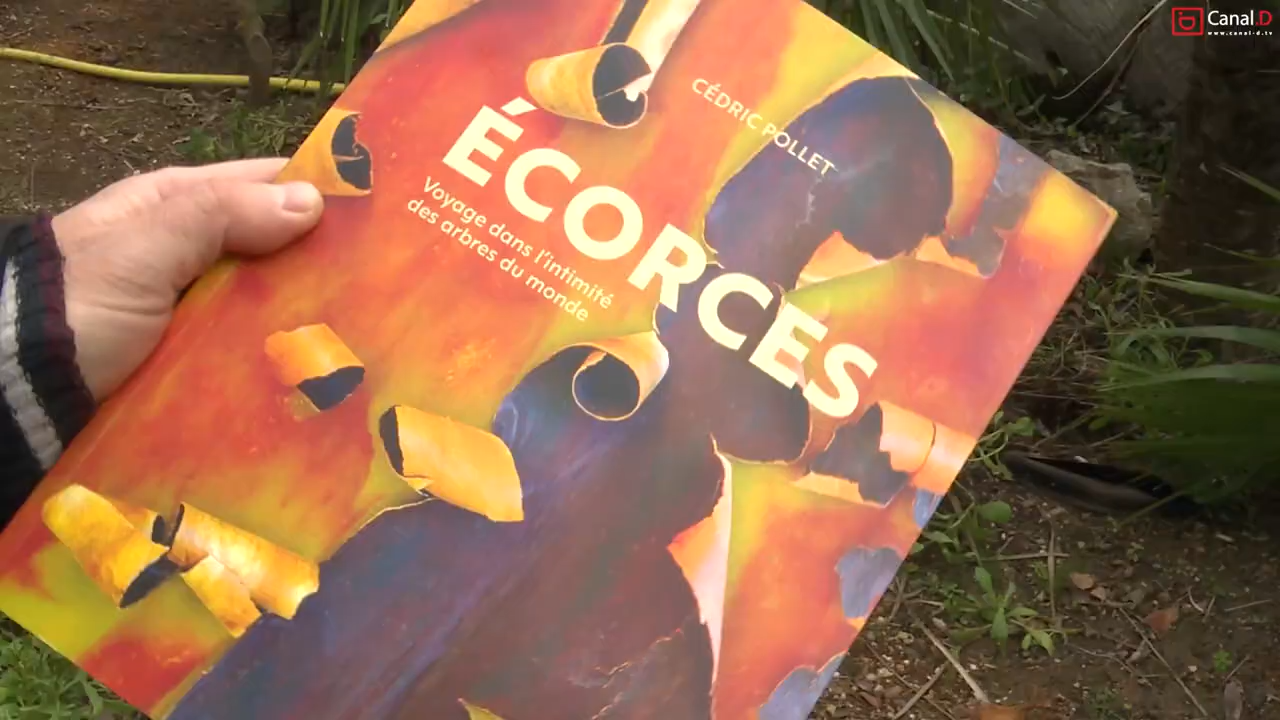 Canal.D
www.canal-d.tv
CÉDRIC POLLET
ÉCORCES
Voyage dans l'intimité
des arbres du monde